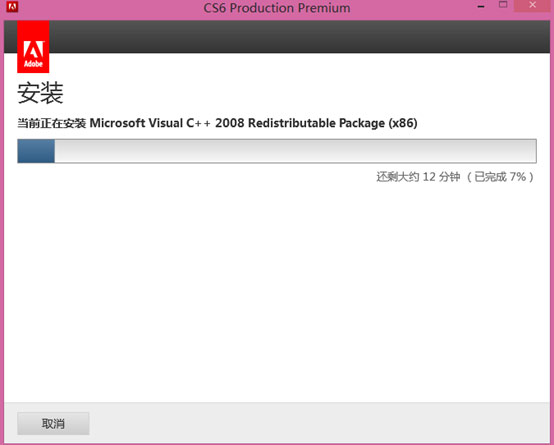 CS6 Production Premium
Adobe
安装
当前正在安装 Microsoft Visual C++ 2008 Redistributable Package (x86)
还剩大约 12 分钟 （已完成 7%）
取消